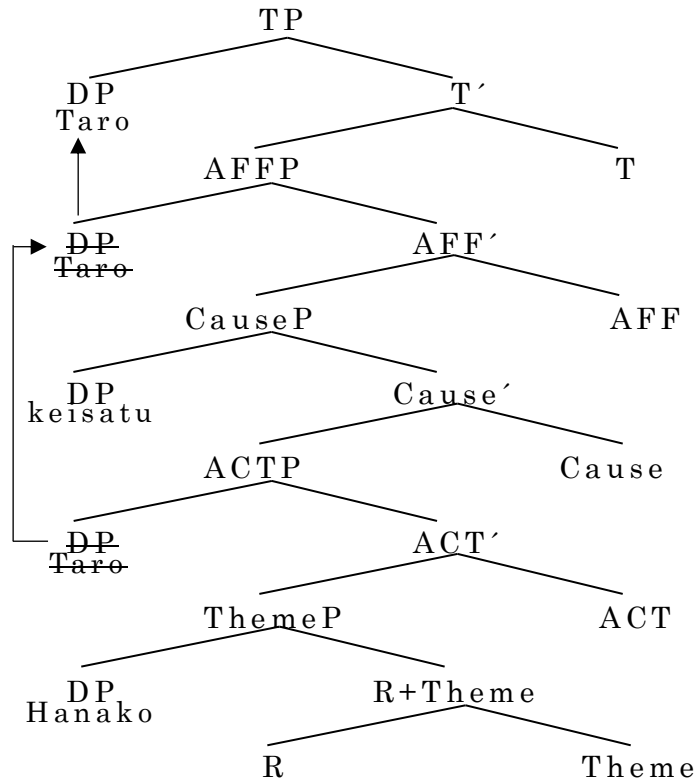 TP
DP T´
Taro
AFFP T
DP AFF´
Taro
CauseP AFF
DP Cause´
keisatu
ACTP Cause
DP ACT´
Taro
ThemeP ACT
DP R+Theme
Hanako
R Theme